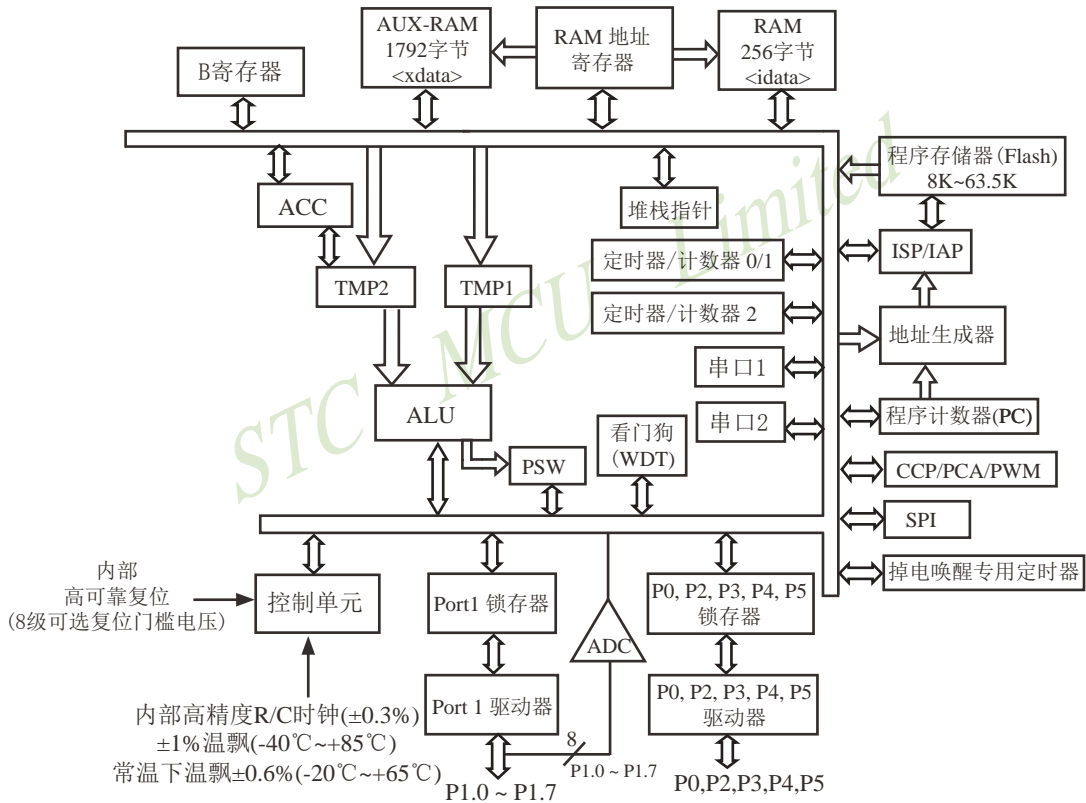 AUX-RAM
1792字节
<xdata>
RAM 地址
寄存器
RAM
256字节
<idata>
B寄存器
程序存储器(Flash)
8K~63.5K
ACC
堆栈指针
ISP/IAP
定时器/计数器 0/1
TMP2
TMP1
定时器/计数器 2
地址生成器
串口1
ALU
串口2
程序计数器(PC)
看门狗
(WDT)
PSW
CCP/PCA/PWM
SPI
掉电唤醒专用定时器
内部
高可靠复位
(8级可选复位门槛电压)
控制单元
Port1 锁存器
ADC
P0, P2, P3, P4, P5
锁存器
Port 1 驱动器
P0, P2, P3, P4, P5
驱动器
内部高精度R/C时钟(±0.3%)
±1%温飘(-40℃~+85℃)
常温下温飘±0.6%(-20℃~+65℃)
8
P1.0 ~ P1.7
P1.0 ~ P1.7
P0,P2,P3,P4,P5
STC MCU Limited